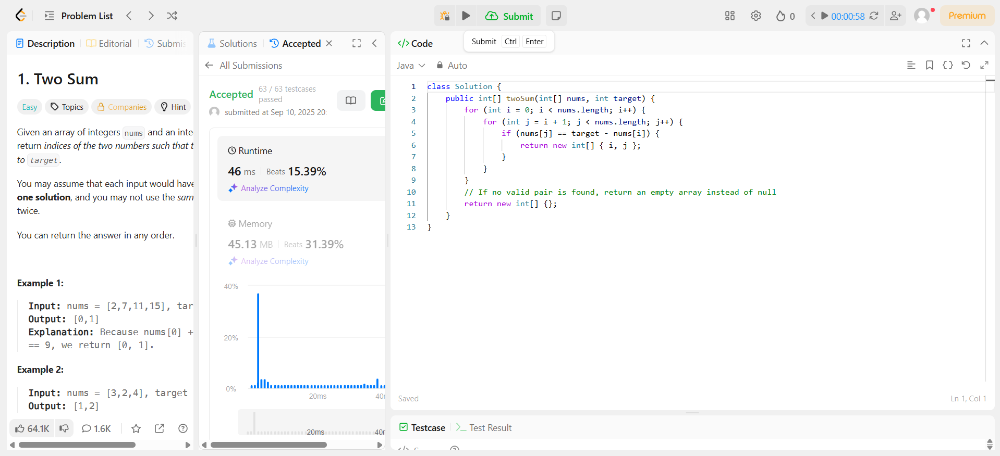 Problem List
Submit
0
00:00:58
Premium
Submit Ctrl Enter
Description
Editorial
Submis
1. Two Sum
Easy
Topics
Companies
Hint
Given an array of integers nums and an inte
return indices of the two numbers such that t
to target.
You may assume that each input would have
one solution, and you may not use the sam
twice.
You can return the answer in any order.
Example 1:
Input: nums = [2,7,11,15], tar
Output: [0,1]
Explanation: Because nums[0] +
== 9, we return [0, 1].
Example 2:
Input: nums = [3,2,4], target
Output: [1,2]
64.1K
1.6K
Solutions
Accepted
All Submissions
Accepted
63 / 63 testcases
passed
submitted at Sep 10, 2025 20:
Runtime
46 ms
Beats 15.39%
Analyze Complexity
Memory
45.13 MB
Beats 31.39%
Analyze Complexity
40%
20%
0%
20ms
20ms
</> Code
Java
Auto
1 class Solution {
2 public int[] twoSum(int[] nums, int target) {
3 for (int i = 0; i < nums.length; i++) {
4 for (int j = i + 1; j < nums.length; j++) {
5 if (nums[j] == target - nums[i]) {
6 return new int[] { i, j };
7 }
8 }
9 }
10 // If no valid pair is found, return an empty array instead of null
11 return new int[] {};
12 }
13 }
Saved
Ln 1, Col 1
Testcase
Test Result